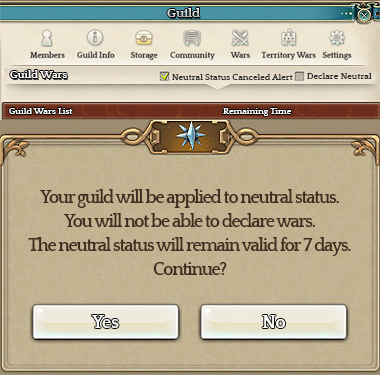 Guild
Members Guild Info Storage Community Wars Territory Wars Settings
Guild Wars Neutral Status Canceled Alert Declare Neutral
Guild Wars List Remaining Time
Your guild will be applied to neutral status.
You will not be able to declare wars.
The neutral status will remain valid for 7 days.
Continue?
Yes No